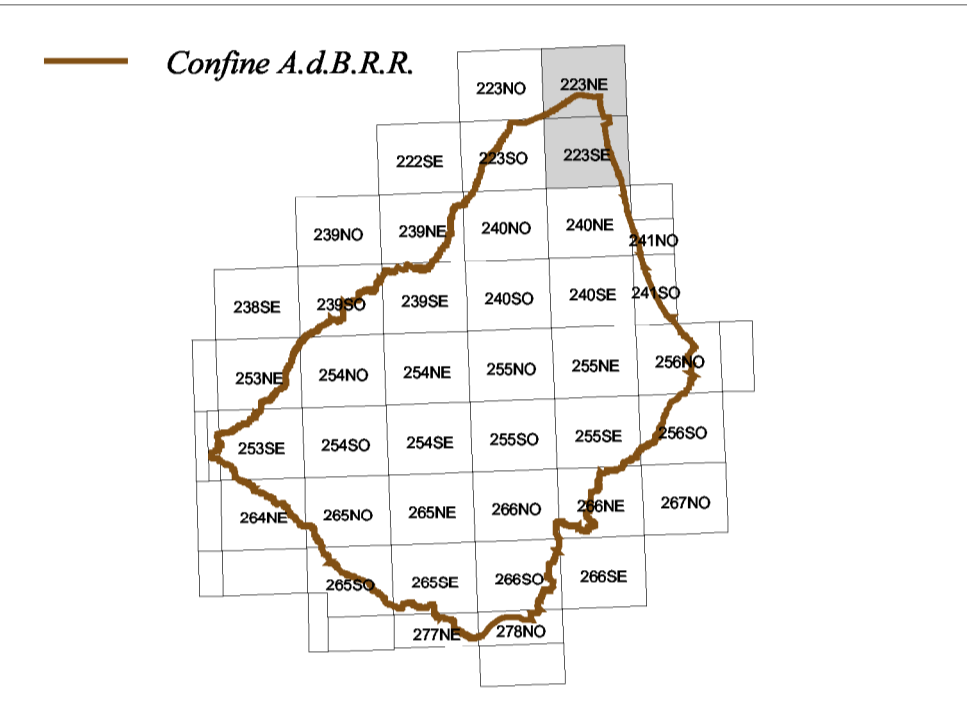 Confine A.d.B.R.R.
223NO 223NE
222SE 223SO 223SE
239NO 239NE 240NO 240NE 241NO
238SE 239SO 239SE 240SO 240SE 241SO
253NE 254NO 254NE 255NO 255NE 256NO
253SE 254SO 254SE 255SO 255SE 256SO
264NE 265NO 265NE 266NO 266NE 267NO
265SO 265SE 266SO 266SE
277NE 278NO